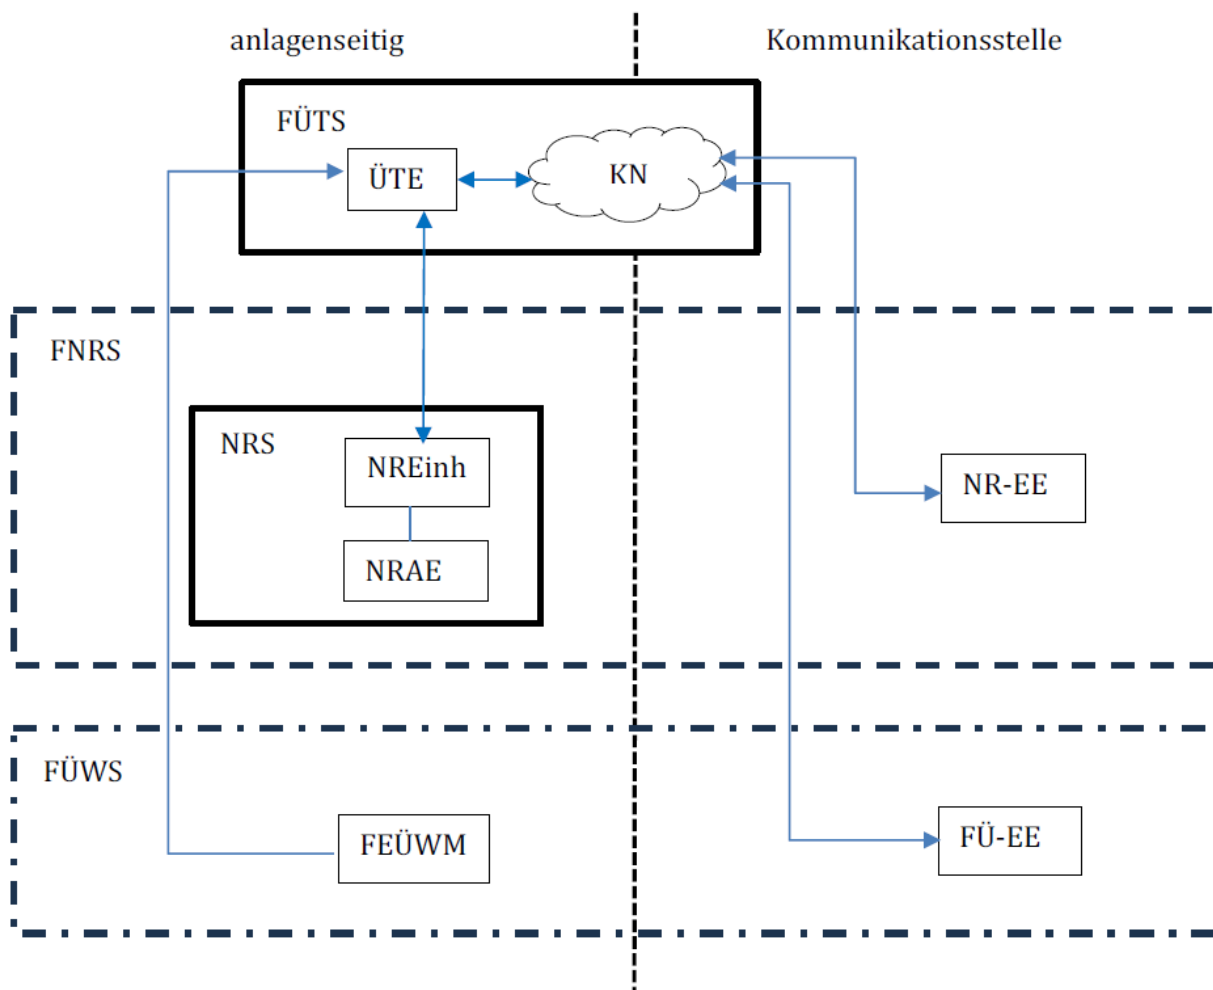 anlagenseitig
Kommunikationsstelle
FÜTS
ÜTE
KN
FNRS
NRS
NREinh
NR-EE
NRAE
FÜWS
FEÜWM
FÜ-EE